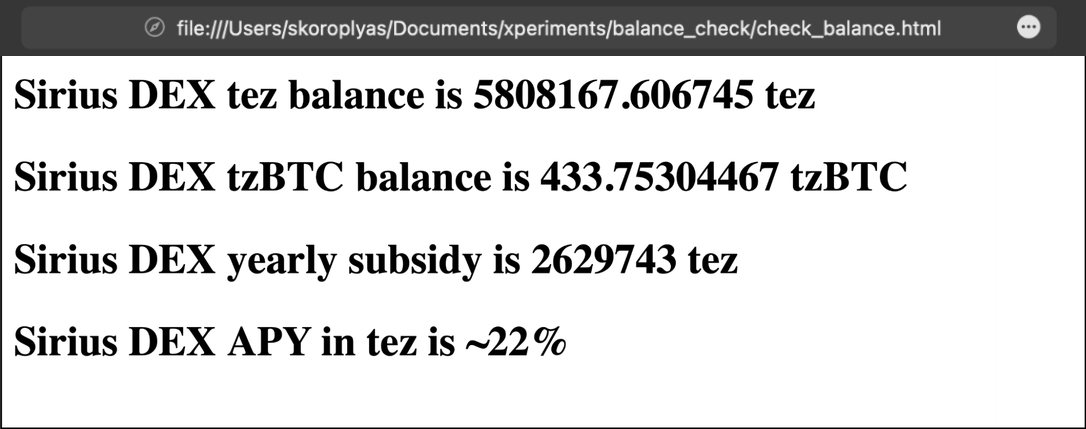 file:///Users/skoroplyas/Documents/xperiments/balance_check/check_balance.html
Sirius DEX tez balance is 5808167.606745 tez
Sirius DEX tzBTC balance is 433.75304467 tzBTC
Sirius DEX yearly subsidy is 2629743 tez
Sirius DEX APY in tez is ~22%